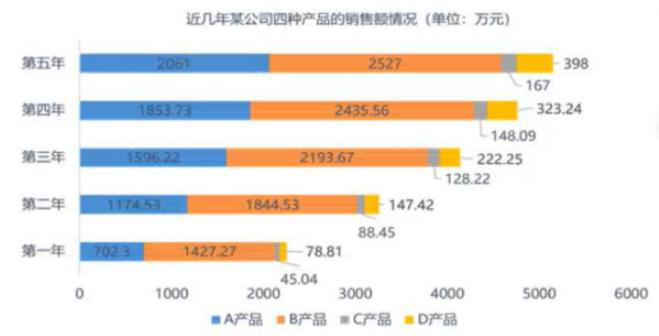 近几年某公司四种产品的销售额情况（单位：万元）
第五年 2061 2527 167 398
第四年 1853.73 2435.56 148.09 323.24
第三年 1596.22 2193.67 128.22 222.25
第二年 1174.53 1844.53 88.45 147.42
第一年 702.3 1427.27 45.04 78.81
0 1000 2000 3000 4000 5000 6000
A产品 B产品 C产品 D产品